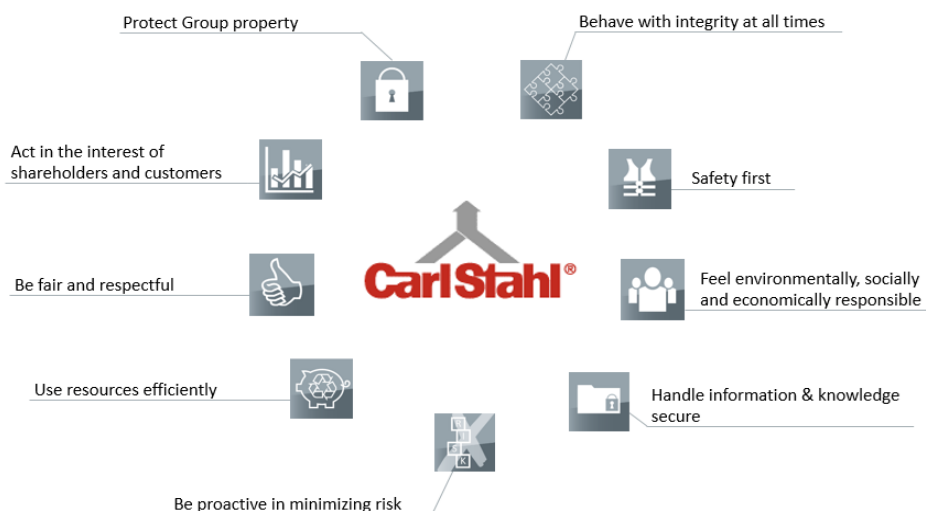 Protect Group property
Behave with integrity at all times
Act in the interest of
shareholders and customers
Safety first
CarlStahl®
Be fair and respectful
Feel environmentally, socially
and economically responsible
Use resources efficiently
Handle information & knowledge
secure
R
I
S
K
Be proactive in minimizing risk